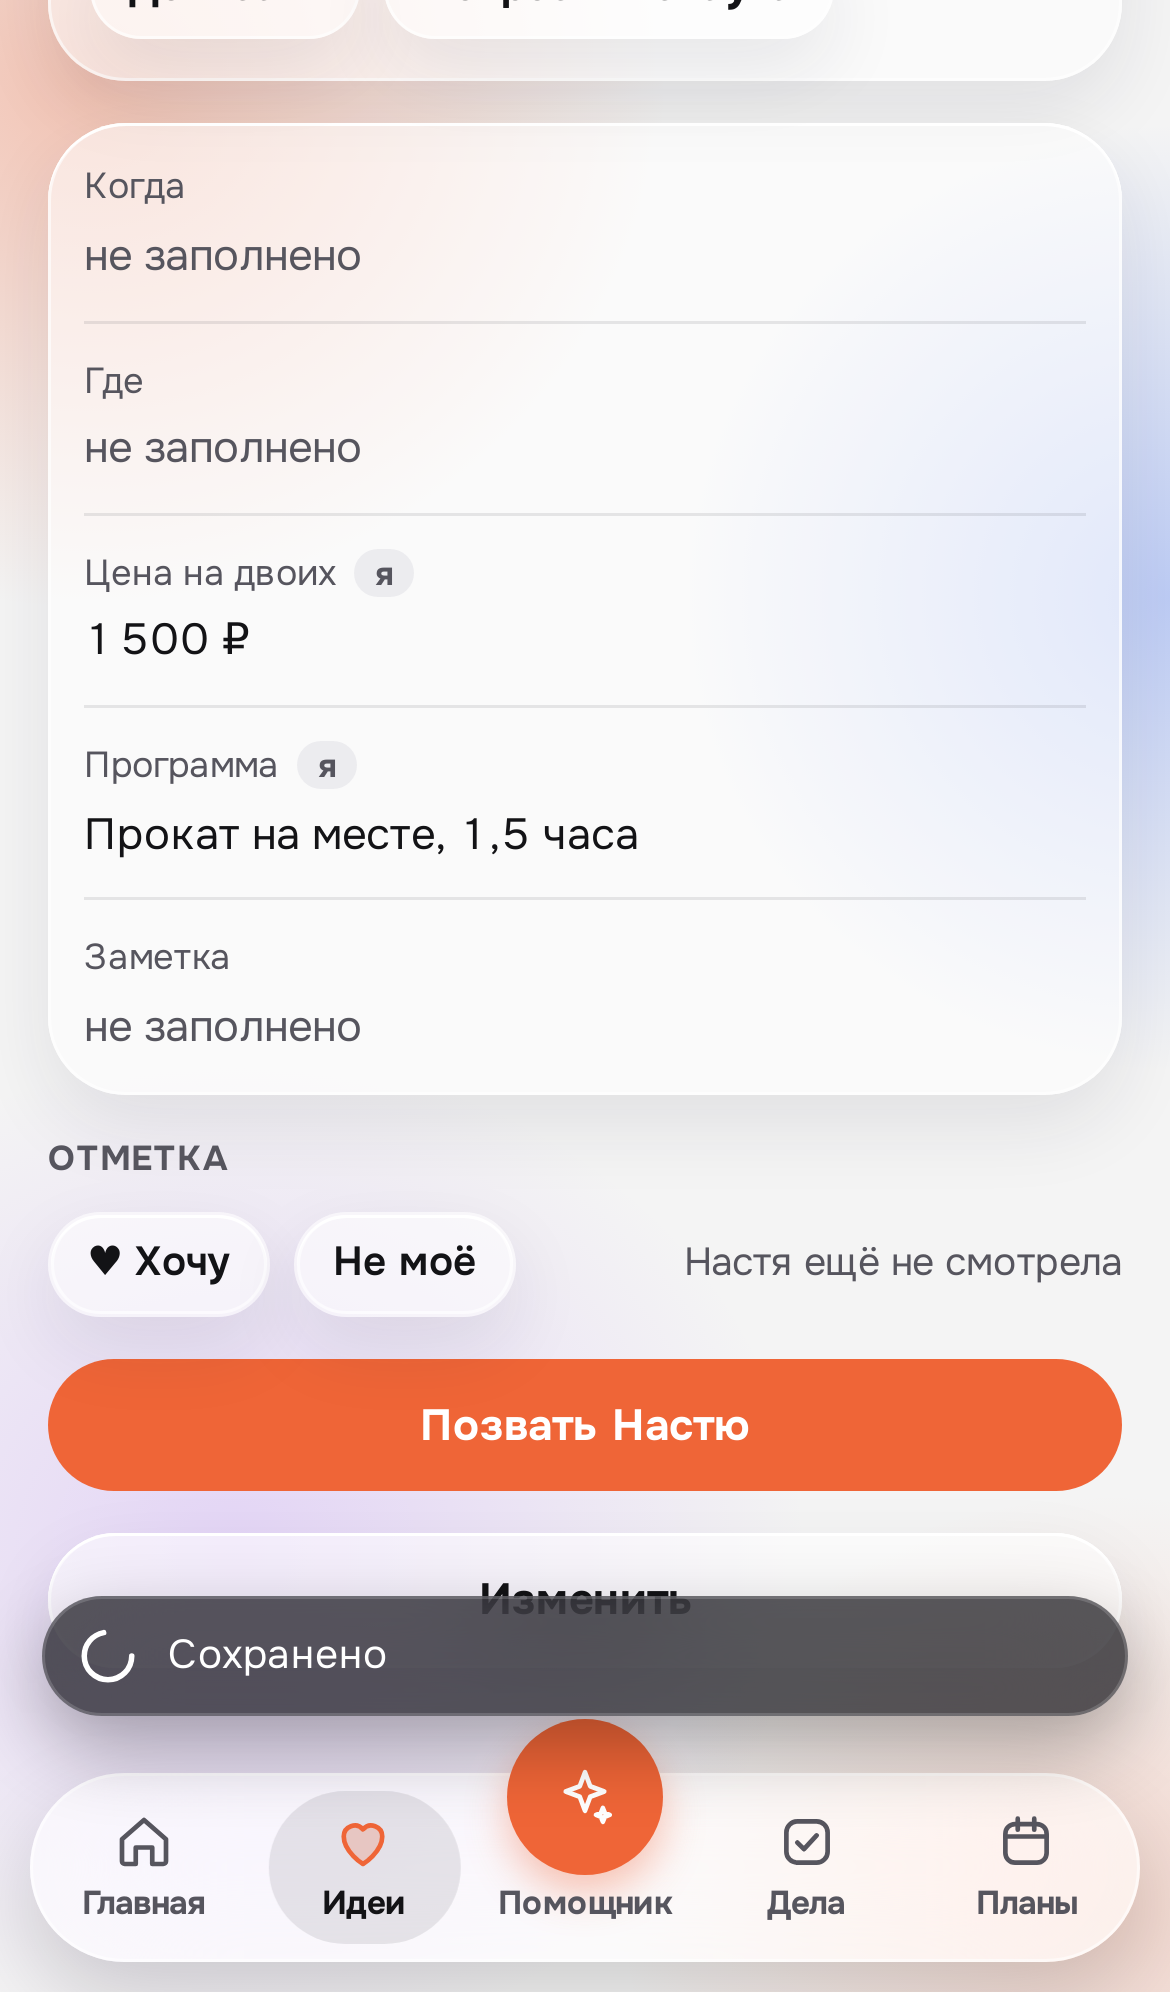 Когда
не заполнено
Где
не заполнено
Цена на двоих я
1 500 ₽
Программа я
Прокат на месте, 1,5 часа
Заметка
не заполнено
ОТМЕТКА
♥ Хочу Не моё Настя ещё не смотрела
Позвать Настю
Изменить
Сохранено
Главная Идеи Помощник Дела Планы